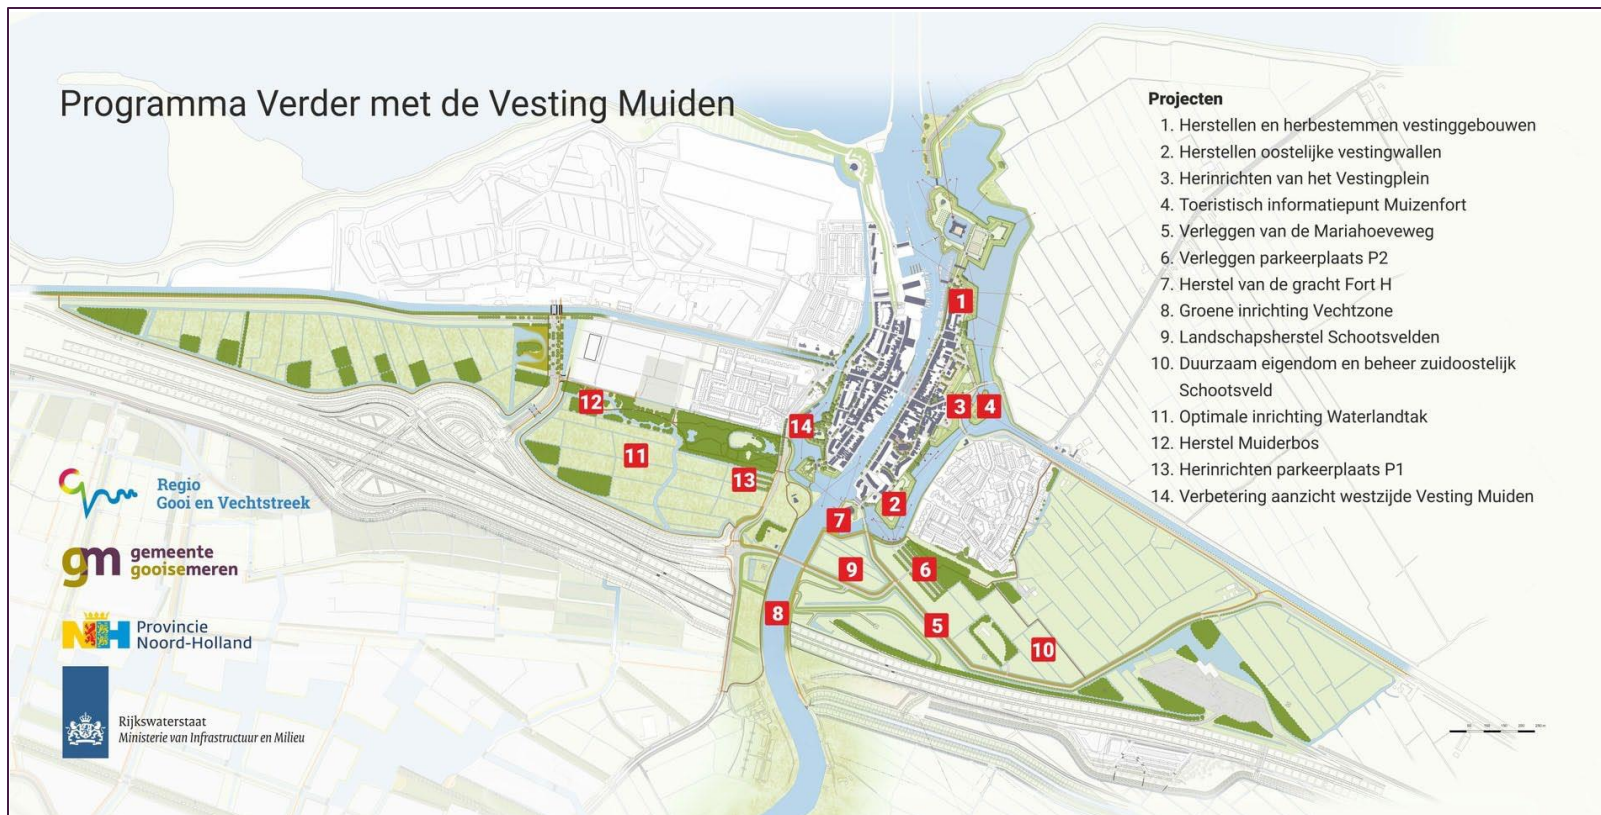 Programma Verder met de Vesting Muiden
Projecten
1. Herstellen en herbestemmen vestinggebouwen
2. Herstellen oostelijke vestingwallen
3. Herinrichten van het Vestingplein
4. Toeristisch informatiepunt Muizenfort
5. Verleggen van de Mariahoeveweg
6. Verleggen parkeerplaats P2
7. Herstel van de gracht Fort H
8. Groene inrichting Vechtzone
9. Landschapsherstel Schootsvelden
10. Duurzaam eigendom en beheer zuidoostelijk
Schootsveld
11. Optimale inrichting Waterlandtak
12. Herstel Muiderbos
13. Herinrichten parkeerplaats P1
14. Verbetering aanzicht westzijde Vesting Muiden
1
12
3
4
14
11
13
2
7
9
6
8
5
10
Regio
Gooi en Vechtstreek
gm
gemeente
gooisemeren
NH
Provincie
Noord-Holland
Rijkswaterstaat
Ministerie van Infrastructuur en Milieu